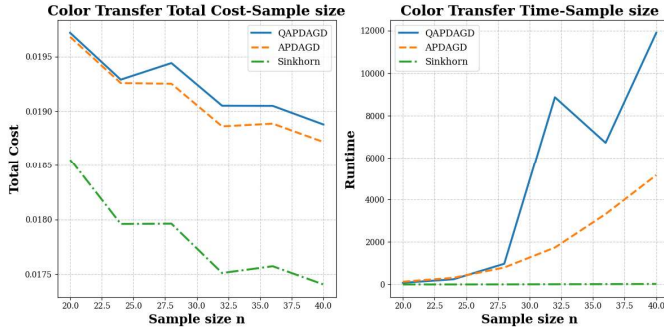 Color Transfer Total Cost-Sample size
QAPDAGD
APDAGD
Sinkhorn
Total Cost
0.0195
0.0190
0.0185
0.0180
0.0175
20.0 22.5 25.0 27.5 30.0 32.5 35.0 37.5 40.0
Sample size n
Color Transfer Time-Sample size
QAPDAGD
APDAGD
Sinkhorn
Runtime
12000
10000
8000
6000
4000
2000
0
20.0 22.5 25.0 27.5 30.0 32.5 35.0 37.5 40.0
Sample size n